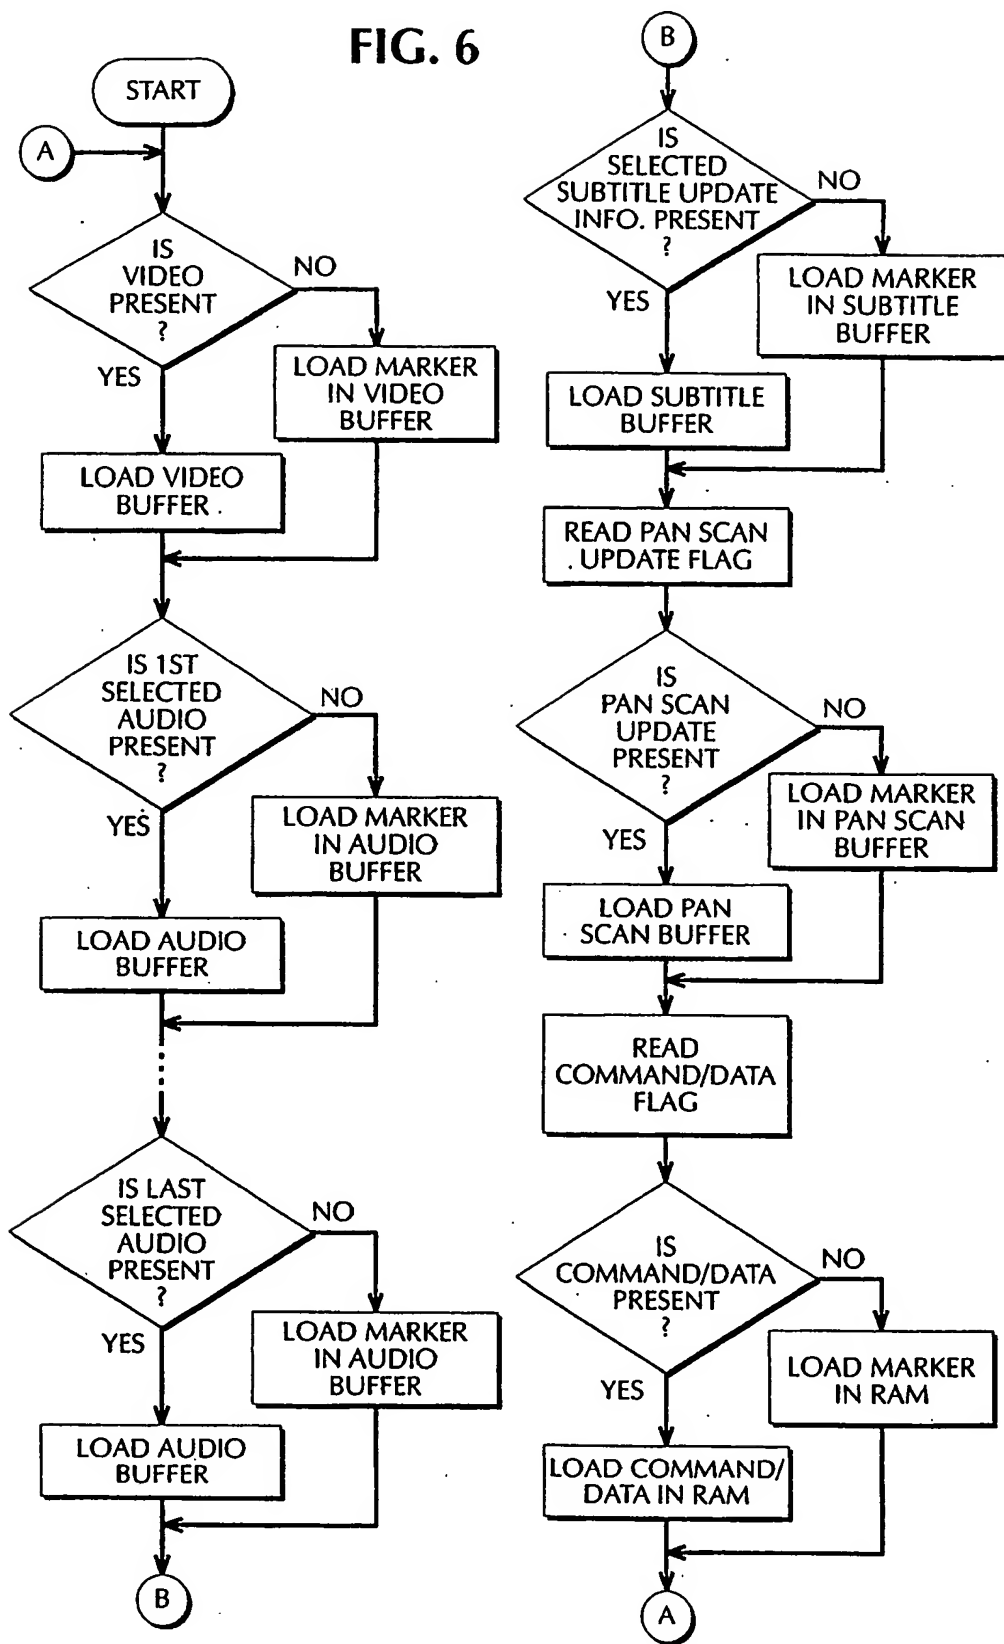 FIG. 6
START
A
IS
VIDEO
PRESENT
?
NO
YES
LOAD MARKER
IN VIDEO
BUFFER
LOAD VIDEO
BUFFER
IS 1ST
SELECTED
AUDIO
PRESENT
?
NO
YES
LOAD MARKER
IN AUDIO
BUFFER
LOAD AUDIO
BUFFER
IS LAST
SELECTED
AUDIO
PRESENT
?
NO
YES
LOAD MARKER
IN AUDIO
BUFFER
LOAD AUDIO
BUFFER
B
B
IS
SELECTED
SUBTITLE UPDATE
INFO. PRESENT
?
NO
YES
LOAD MARKER
IN SUBTITLE
BUFFER
LOAD SUBTITLE
BUFFER
READ PAN SCAN
UPDATE FLAG
IS
PAN SCAN
UPDATE
PRESENT
?
NO
YES
LOAD MARKER
IN PAN SCAN
BUFFER
LOAD PAN
SCAN BUFFER
READ
COMMAND/DATA
FLAG
IS
COMMAND/DATA
PRESENT
?
NO
YES
LOAD MARKER
IN RAM
LOAD COMMAND/
DATA IN RAM
A